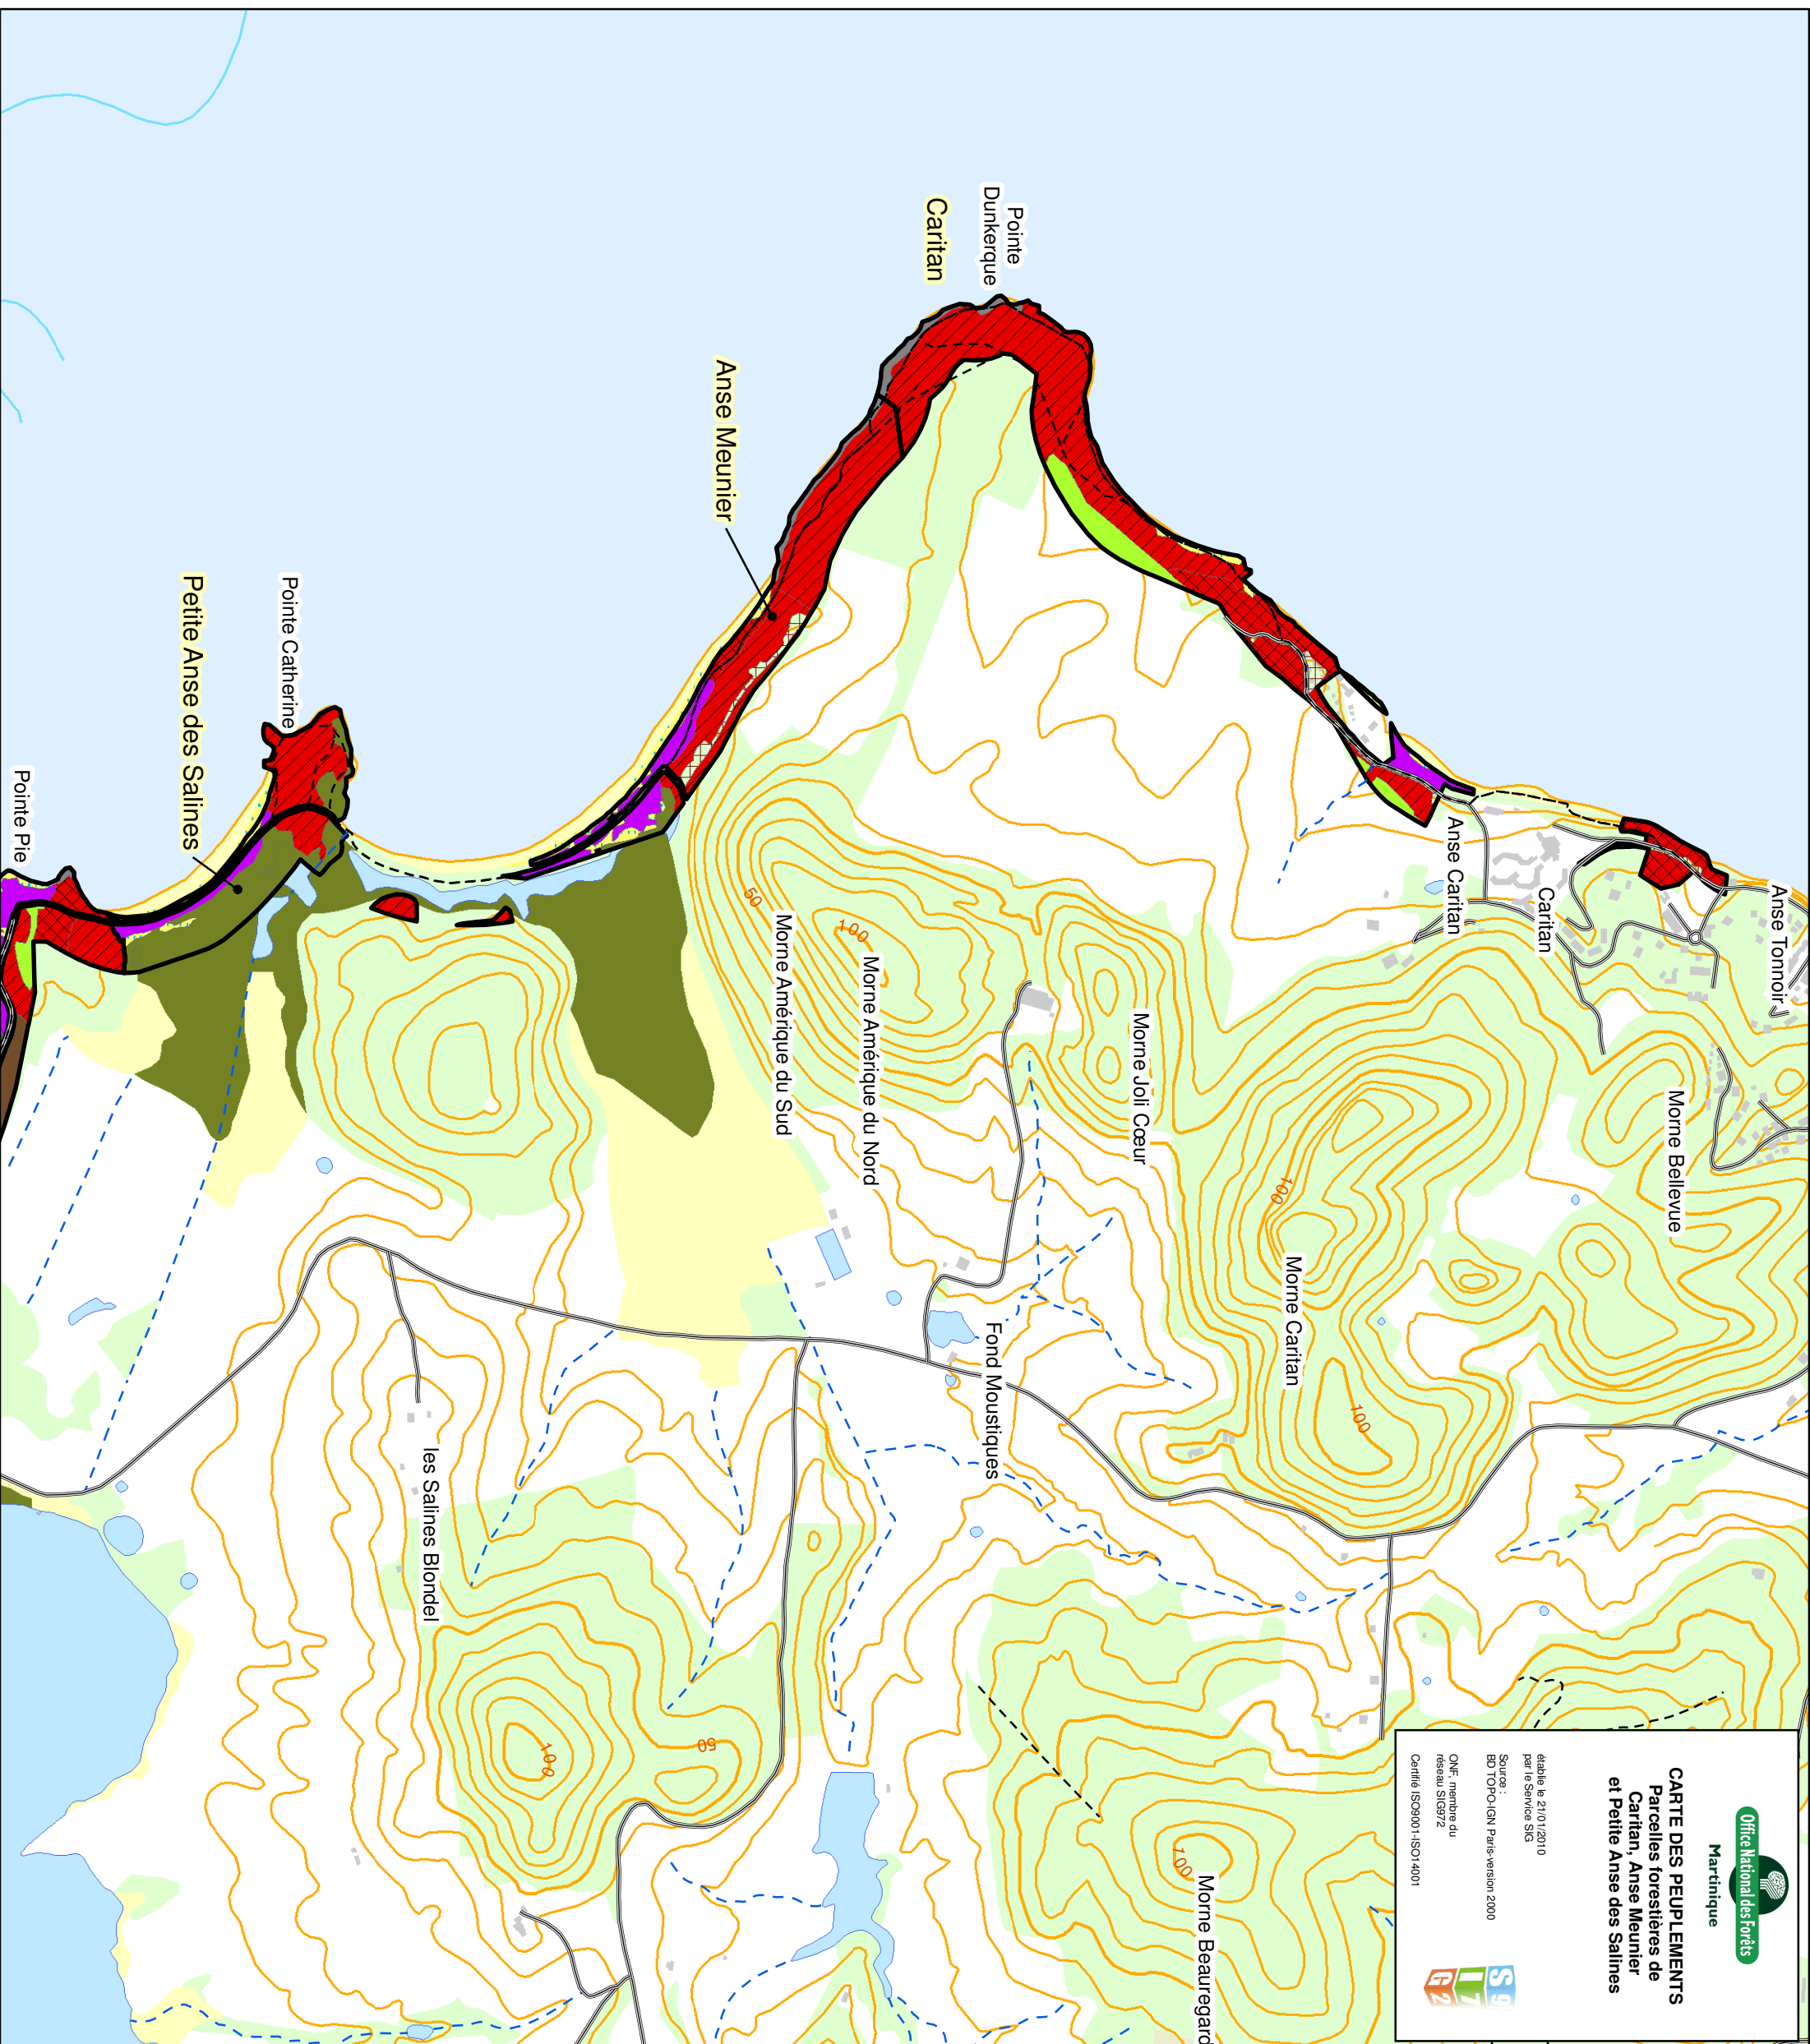 Office National des Forêts
Martinique
CARTE DES PEUPLEMENTS
Parcelles forestières de
Caritan, Anse Meunier
et Petite Anse des Salines
établie le 21/01/2010
par le Service SIG
Source :
BD TOPO-IGN Paris-version 2000
ONF, membre du
réseau SIG972
Certifié ISO9001-ISO14001
Anse Tonnoir
Morne Bellevue
Caritan
Anse Caritan
Morne Caritan
100
100
Morne Beauregard
100
Morne Joli Cœur
Pointe
Dunkerque
Caritan
Fond Moustiques
Morne Amérique du Nord
100
Morne Amérique du Sud
50
Anse Meunier
50
100
les Salines Blondel
Pointe Catherine
Petite Anse des Salines
Pointe Pie